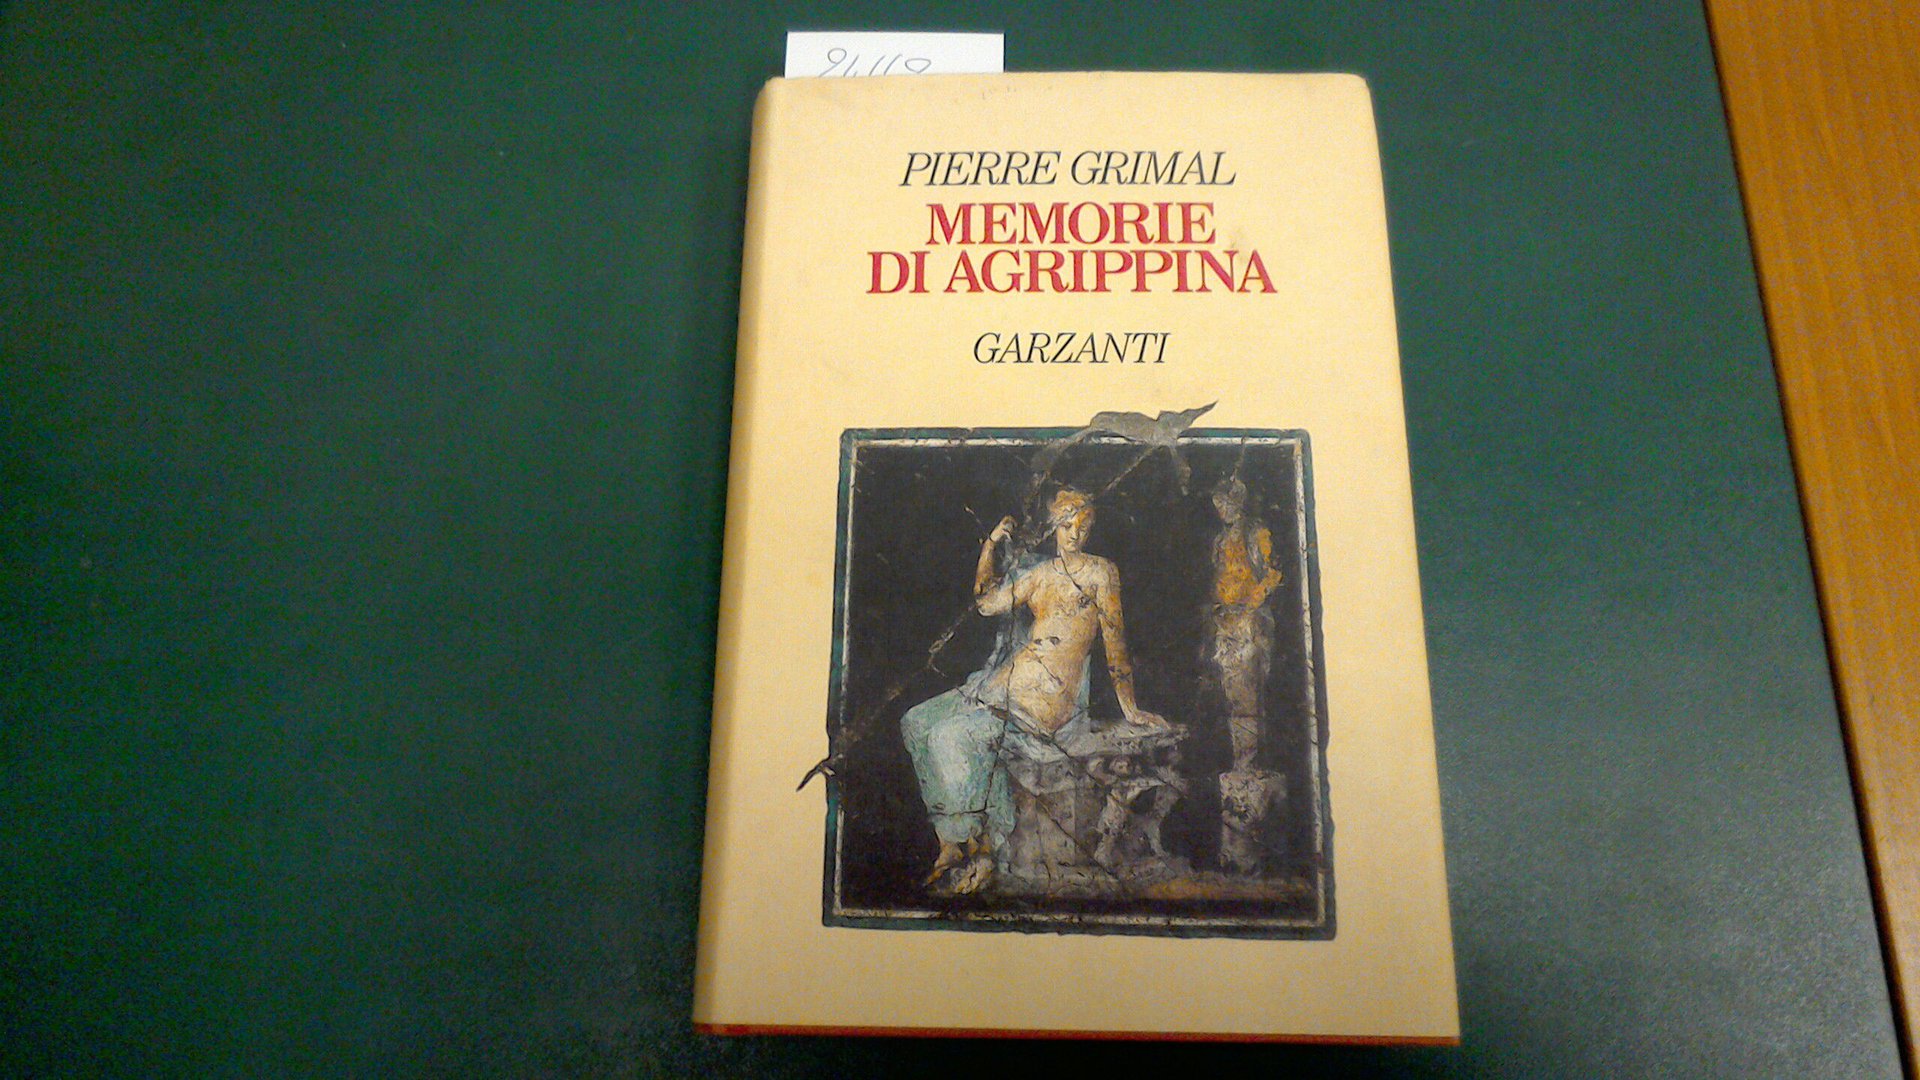 PIERRE GRIMAL
MEMORIE
DI AGRIPPINA
GARZANTI